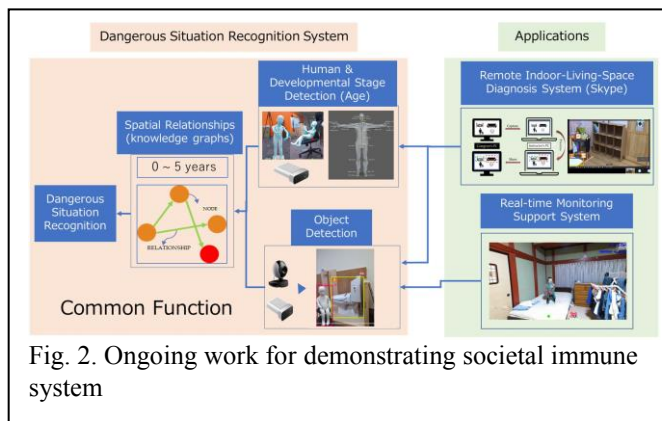 Dangerous Situation Recognition System
Applications
Human &
Developmental Stage
Detection (Age)
Remote Indoor-Living-Space
Diagnosis System (Skype)
Spatial Relationships
(knowledge graphs)
0 ~ 5 years
NODE
RELATIONSHIP
Dangerous
Situation
Recognition
Object
Detection
Real-time Monitoring
Support System
Common Function
Fig. 2. Ongoing work for demonstrating societal immune
system